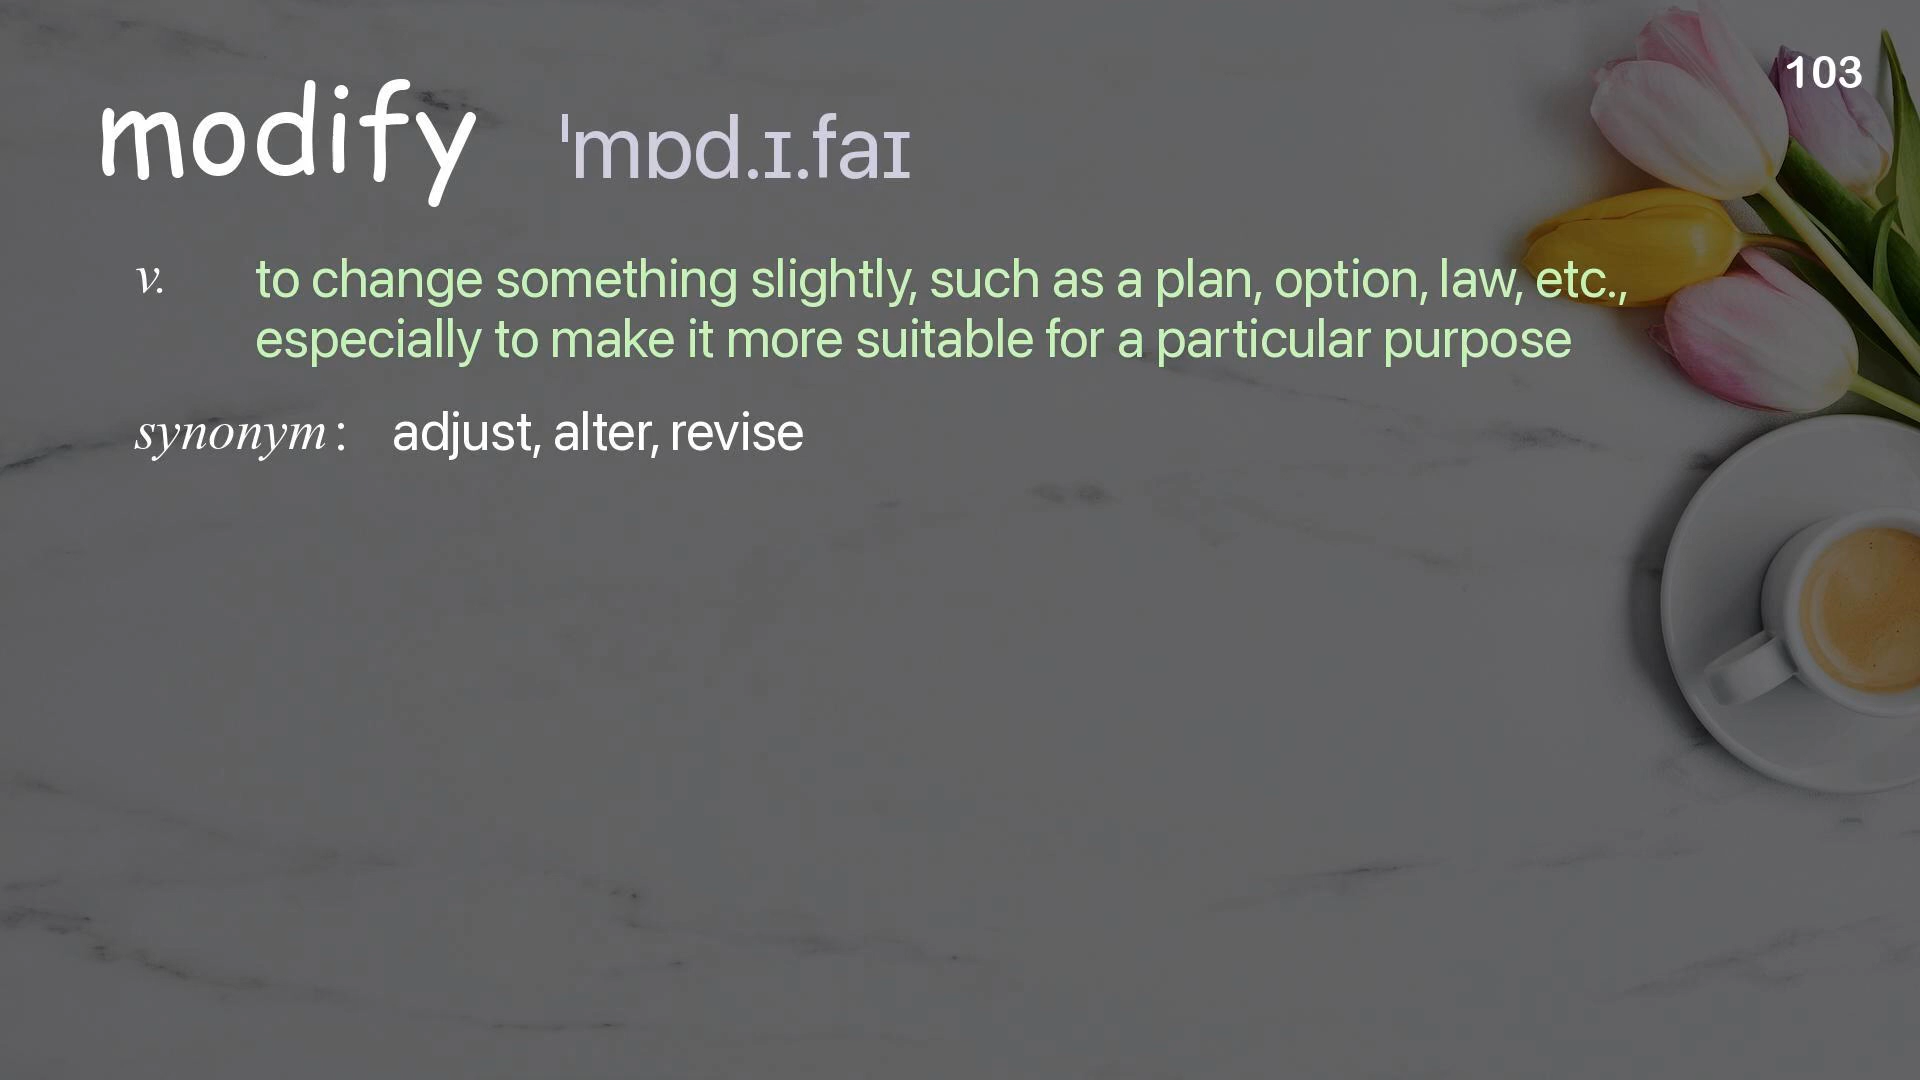 103
modify ˈmɒd.ɪ.faɪ
v. to change something slightly, such as a plan, option, law, etc.,
especially to make it more suitable for a particular purpose
synonym : adjust, alter, revise